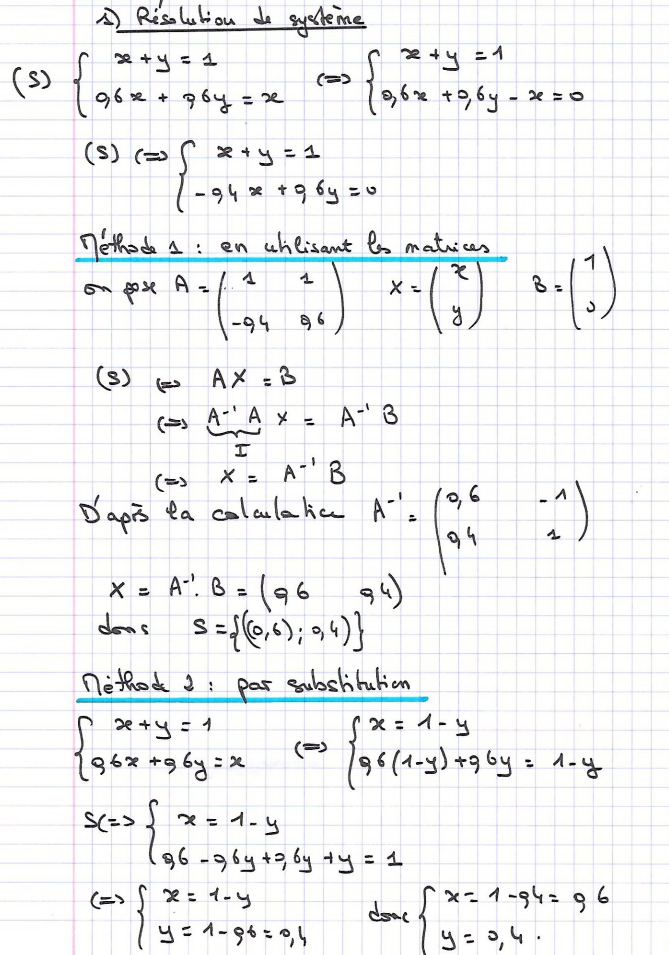 1) Résolution de système
(S) { x + y = 1 ; 0,6x + 0,6y = x (=) { x + y = 1 ; 0,6x + 0,6y - x = 0
(S) (=) { x + y = 1 ; -0,4x + 0,6y = 0
Méthode 1 : en utilisant les matrices
on pose A = ( 1 1 ; -0,4 0,6 ) X = ( x ; y ) B = ( 1 ; 0 )
(S) (=) AX = B
(=) A⁻¹A X = A⁻¹ B
I
(=) X = A⁻¹ B
D'après la calculatrice A⁻¹ = ( 0,6 -1 ; 0,4 1 )
X = A⁻¹. B = (0,6 0,4)
donc S = {(0,6) ; 0,4)}
Méthode 2 : par substitution
{ x + y = 1 ; 0,6x + 0,6y = x (=) { x = 1 - y ; 0,6(1-y) + 0,6y = 1 - y
S(=) { x = 1 - y ; 0,6 - 0,6y + 0,6y + y = 1
(=) { x = 1 - y ; y = 1 - 0,6 = 0,4 donc { x = 1 - 0,4 = 0,6 ; y = 0,4 .